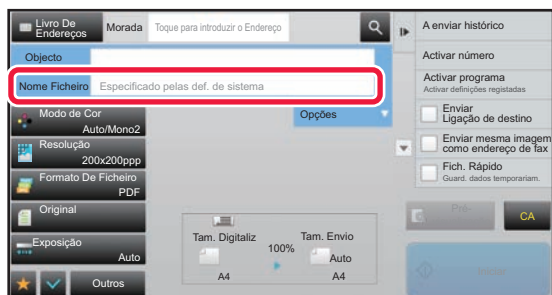 Livro De
Endereços
Morada
Toque para introduzir o Endereço
A enviar histórico
Objecto
Activar número
Nome Ficheiro
Especificado pelas def. de sistema
Activar programa
Activar definições registadas
Modo de Cor
Auto/Mono2
Opções
Enviar
Ligação de destino
Resolução
200x200ppp
Enviar mesma imagem
como endereço de fax
Formato De Ficheiro
PDF
Fich. Rápido
Guard. dados temporariam.
Original
Pré-
CA
Exposição
Auto
Tam. Digitaliz
100%
Tam. Envio
Auto
A4
A4
Outros